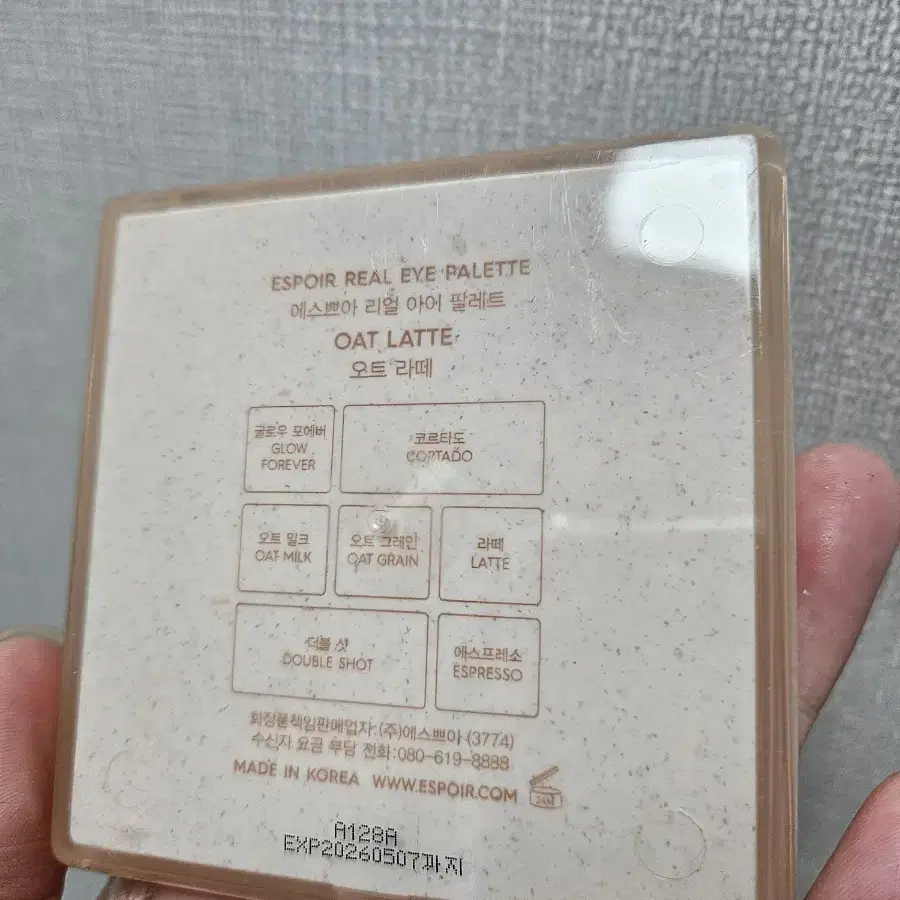 ESPOIR REAL EYE PALETTE
에스쁘아 리얼 아이 팔레트
OAT LATTE
오트 라떼
글로우 포에버
GLOW
FOREVER
코르타도
CORTADO
오트 밀크
OAT MILK
오트 그레인
OAT GRAIN
라떼
LATTE
더블 샷
DOUBLE SHOT
에스프레소
ESPRESSO
화장품책임판매업자:(주)에스쁘아 (3774)
수신자 요금 부담 전화:080-619-8888
MADE IN KOREA WWW.ESPOIR.COM
24M
A128A
EXP20260507까지